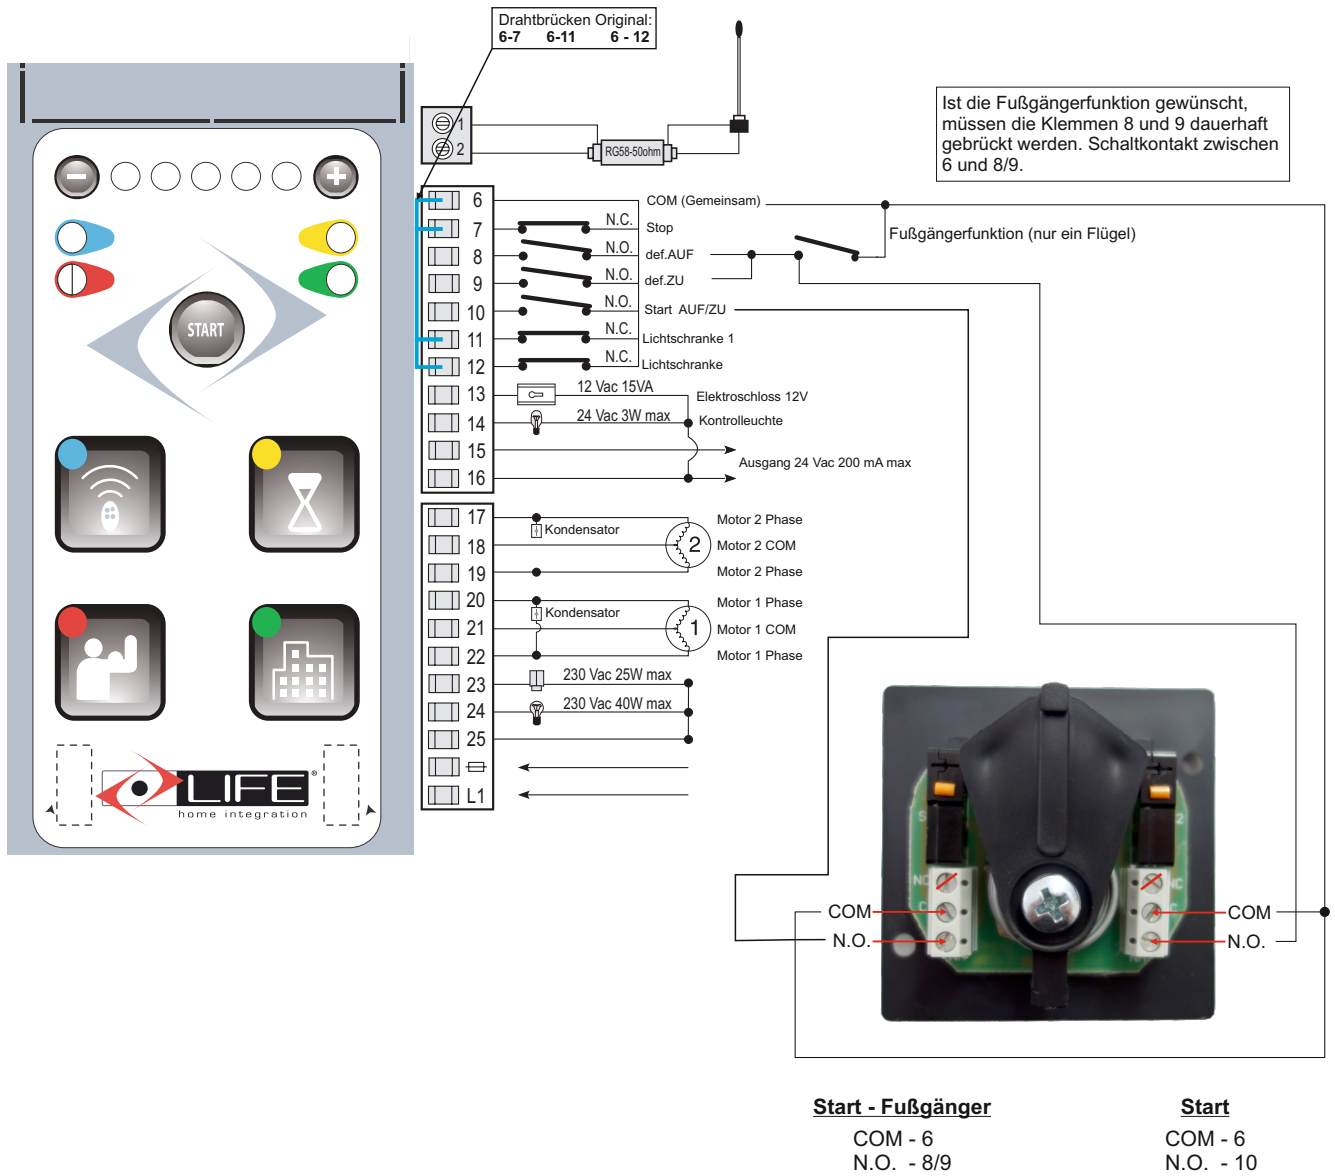 Drahtbrücken Original:
6-7 6-11 6 - 12
Ist die Fußgängerfunktion gewünscht,
müssen die Klemmen 8 und 9 dauerhaft
gebrückt werden. Schaltkontakt zwischen
6 und 8/9.
1
2
RG58-50ohm
6 COM (Gemeinsam)
7 N.C. Stop
8 N.O. def.AUF
Fußgängerfunktion (nur ein Flügel)
9 N.O. def.ZU
10 N.O. Start AUF/ZU
11 N.C. Lichtschranke 1
12 N.C. Lichtschranke
13 12 Vac 15VA Elektroschloss 12V
14 24 Vac 3W max Kontrolleuchte
15
16
Ausgang 24 Vac 200 mA max
START
17 Motor 2 Phase
Kondensator
18 2 Motor 2 COM
19 Motor 2 Phase
20 Motor 1 Phase
Kondensator
21 1 Motor 1 COM
22 Motor 1 Phase
23 230 Vac 25W max
24 230 Vac 40W max
25
L1
LIFE®
home integration
S
2
NC
NC
C
C
COM
N.O.
COM
N.O.
Start - Fußgänger
COM - 6
N.O. - 8/9
Start
COM - 6
N.O. - 10